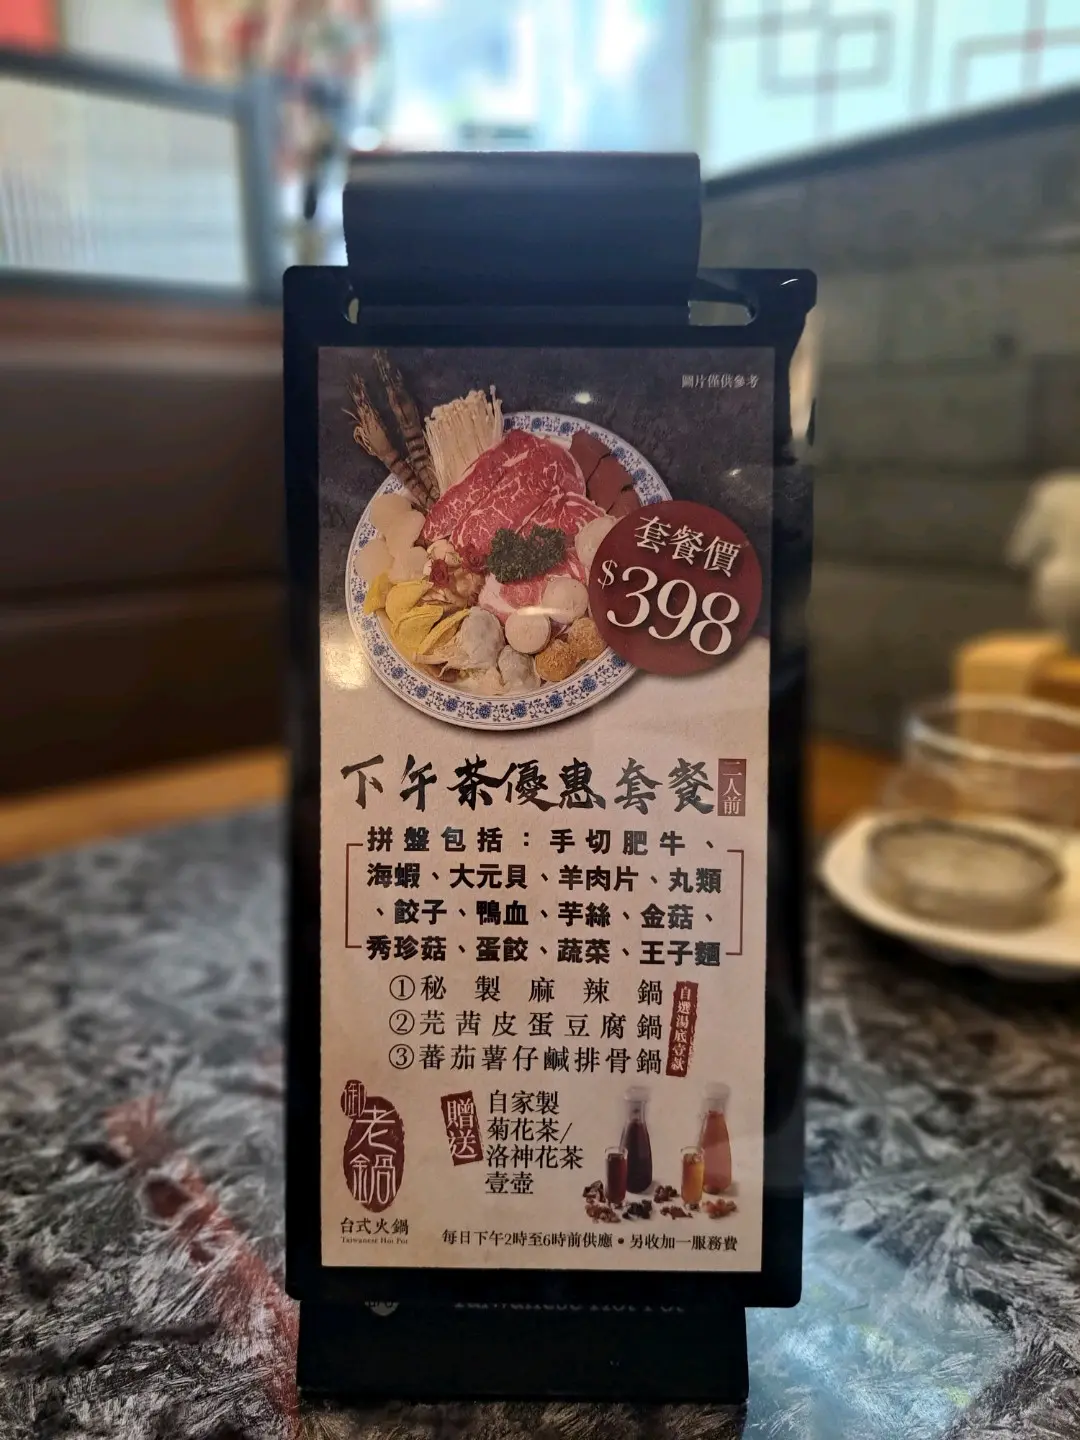 圖片僅供參考
套餐價
$398
下午茶優惠套餐 二人前
拼盤包括：手切肥牛、
海蝦、大元貝、羊肉片、丸類
、餃子、鴨血、芋絲、金菇、
秀珍菇、蛋餃、蔬菜、王子麵
①秘製麻辣鍋
②芫茜皮蛋豆腐鍋
③蕃茄薯仔鹹排骨鍋
自選湯底壹款
御老鍋
台式火鍋
Taiwanese Hot Pot
贈送
自家製
菊花茶/
洛神花茶
壹壺
每日下午2時至6時前供應 • 另收加一服務費
Taiwanese Hot Pot